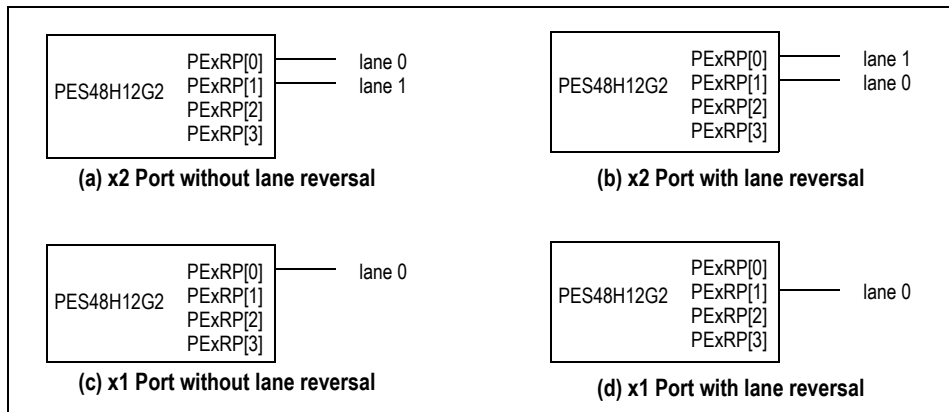 PES48H12G2
PExRP[0] lane 0
PExRP[1] lane 1
PExRP[2]
PExRP[3]
(a) x2 Port without lane reversal
PES48H12G2
PExRP[0] lane 1
PExRP[1] lane 0
PExRP[2]
PExRP[3]
(b) x2 Port with lane reversal
PES48H12G2
PExRP[0] lane 0
PExRP[1]
PExRP[2]
PExRP[3]
(c) x1 Port without lane reversal
PES48H12G2
PExRP[0]
PExRP[1] lane 0
PExRP[2]
PExRP[3]
(d) x1 Port with lane reversal